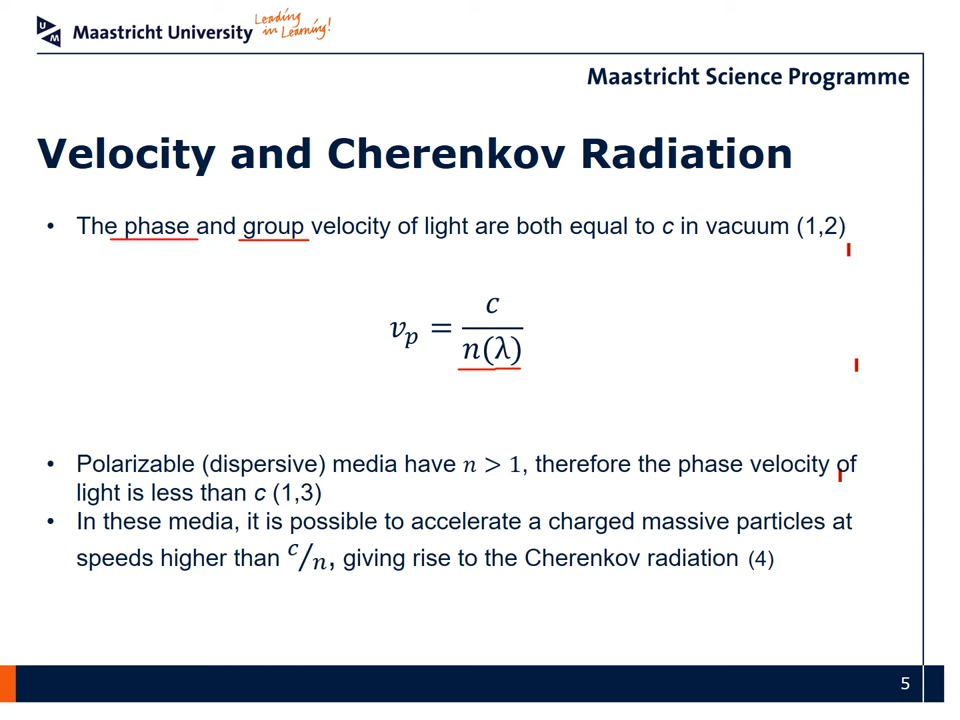 Leading
in Learning!
UM
Maastricht University
Maastricht Science Programme
Velocity and Cherenkov Radiation
• The phase and group velocity of light are both equal to c in vacuum (1,2)
v_p = c / n(λ)
• Polarizable (dispersive) media have n > 1, therefore the phase velocity of
light is less than c (1,3)
• In these media, it is possible to accelerate a charged massive particles at
speeds higher than c/n, giving rise to the Cherenkov radiation (4)
5